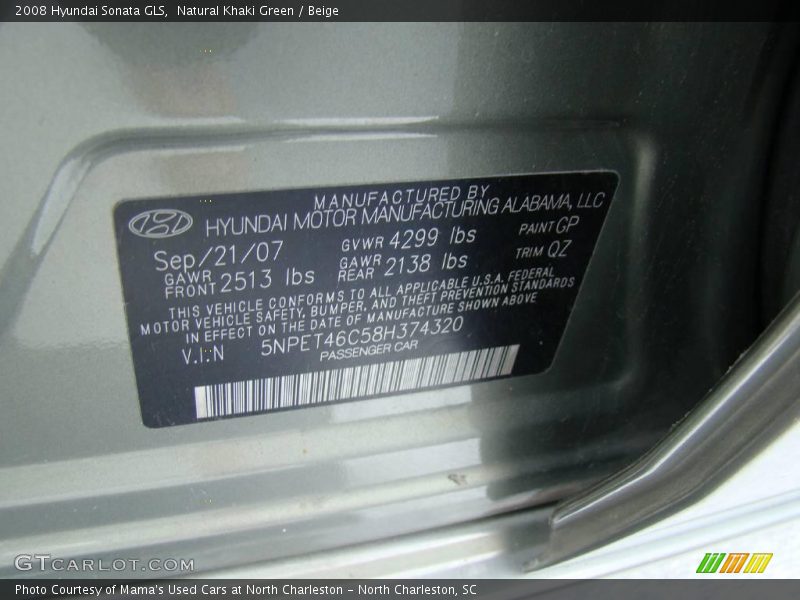 2008 Hyundai Sonata GLS,  Natural Khaki Green / Beige
MANUFACTURED BY
HYUNDAI MOTOR MANUFACTURING ALABAMA, LLC
Sep/21/07 GVWR 4299 lbs PAINT GP
GAWR FRONT 2513 lbs GAWR REAR 2138 lbs TRIM QZ
THIS VEHICLE CONFORMS TO ALL APPLICABLE U.S.A. FEDERAL
MOTOR VEHICLE SAFETY, BUMPER, AND THEFT PREVENTION STANDARDS
IN EFFECT ON THE DATE OF MANUFACTURE SHOWN ABOVE
V.I.N 5NPET46C58H374320
PASSENGER CAR
GTCARLOT.COM
Photo Courtesy of Mama's Used Cars at North Charleston - North Charleston, SC